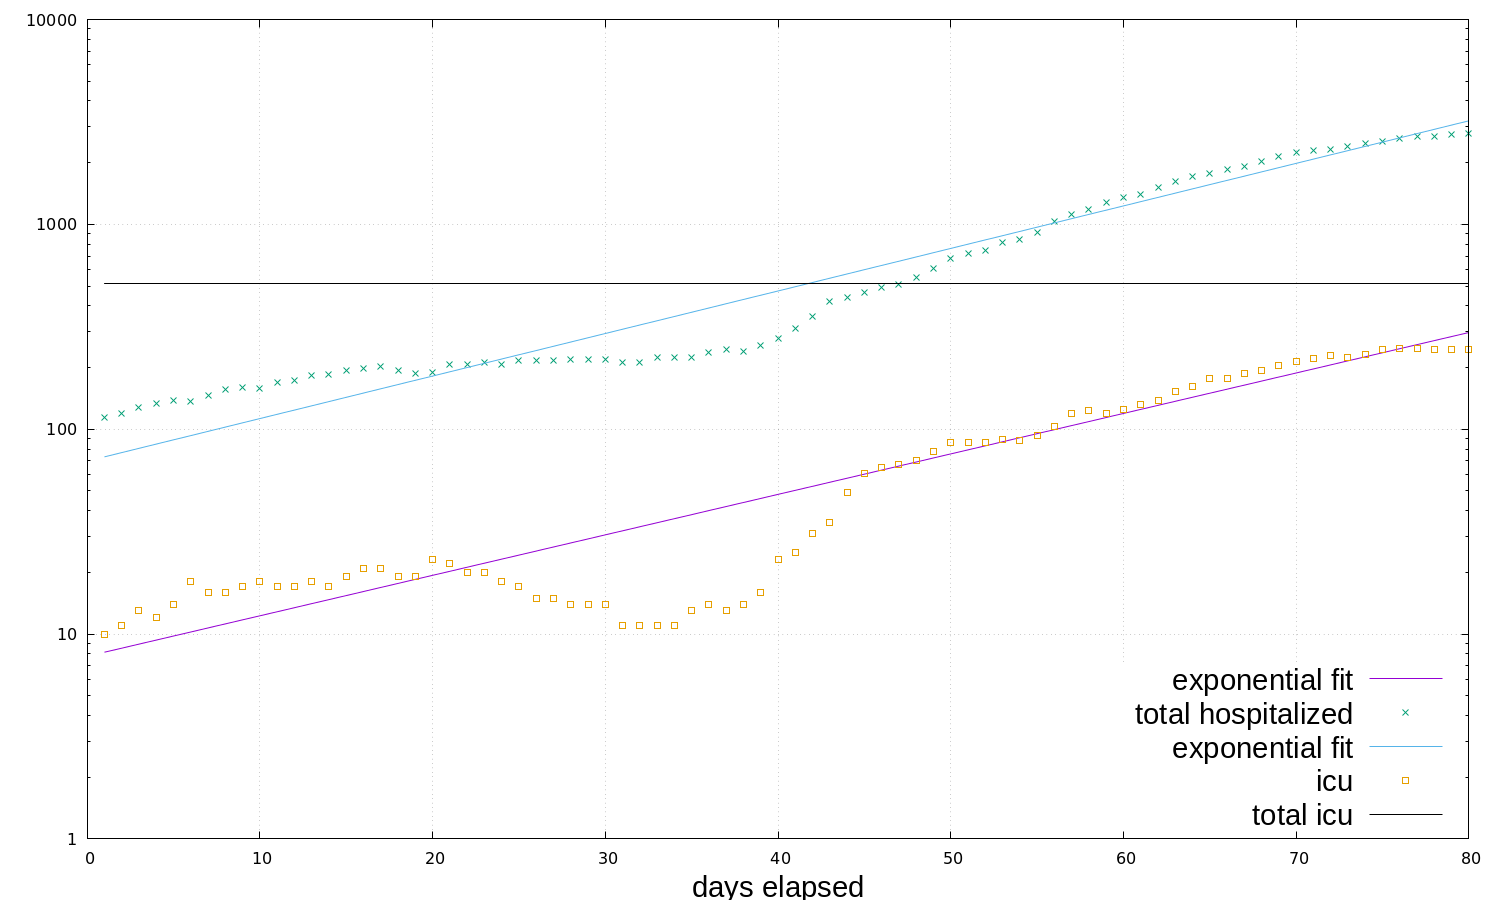 10000
1000
100
10
1
0 10 20 30 40 50 60 70 80
days elapsed
exponential fit
total hospitalized
exponential fit
icu
total icu